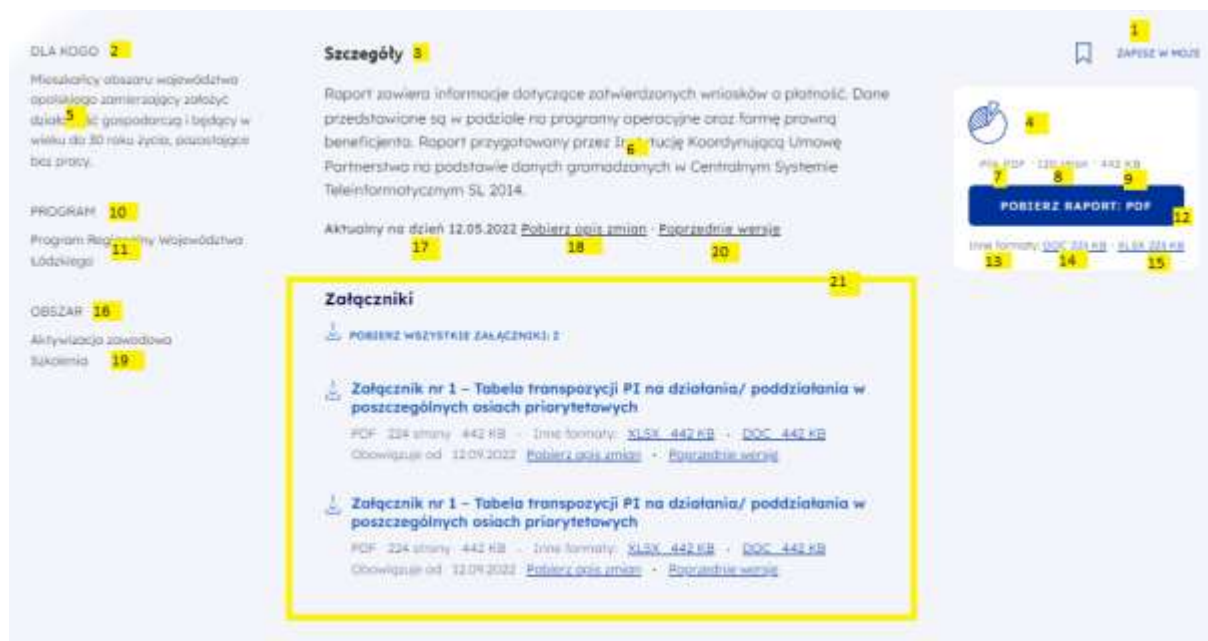 DLA KOGO 2
Mieszkańcy obszaru województwa
opolskiego zamierzający założyć
5
gospodarczą i będący w
wieku do 30 roku życia, pozostające
bez pracy.
PROGRAM 10
Program Regionalny Województwa
11
Łódzkiego
OBSZAR 16
Aktywizacja zawodowa
Szkolenia 19
Szczegóły 3
Raport zawiera informacje dotyczące zatwierdzonych wniosków o płatność. Dane
przedstawione są w podziale na programy operacyjne oraz formę prawną
beneficjenta. Raport przygotowany przez Instytucję Koordynującą Umowę
6
Partnerstwa na podstawie danych gromadzonych w Centralnym Systemie
Teleinformatycznym SL 2014.
Aktualny na dzień 12.05.2022 Pobierz opis zmian · Poprzednie wersje
17 18 20
21
Załączniki
POBIERZ WSZYSTKIE ZAŁĄCZNIKI: 2
Załącznik nr 1 – Tabela transpozycji PI na działania/ poddziałania w
poszczególnych osiach priorytetowych
PDF 224 strony 442 KB · Inne formaty: XLSX 442 KB · DOC 442 KB
Obowiązuje od 12.09.2022 Pobierz opis zmian · Poprzednie wersje
Załącznik nr 1 – Tabela transpozycji PI na działania/ poddziałania w
poszczególnych osiach priorytetowych
PDF 224 strony 442 KB · Inne formaty: XLSX 442 KB · DOC 442 KB
Obowiązuje od 12.09.2022 Pobierz opis zmian · Poprzednie wersje
1
ZAPISZ W MOJE
4
Plik PDF · 120 stron · 442 KB
7 8 9
POBIERZ RAPORT: PDF
12
Inne formaty: DOC 224 KB · XLSX 224 KB
13 14 15